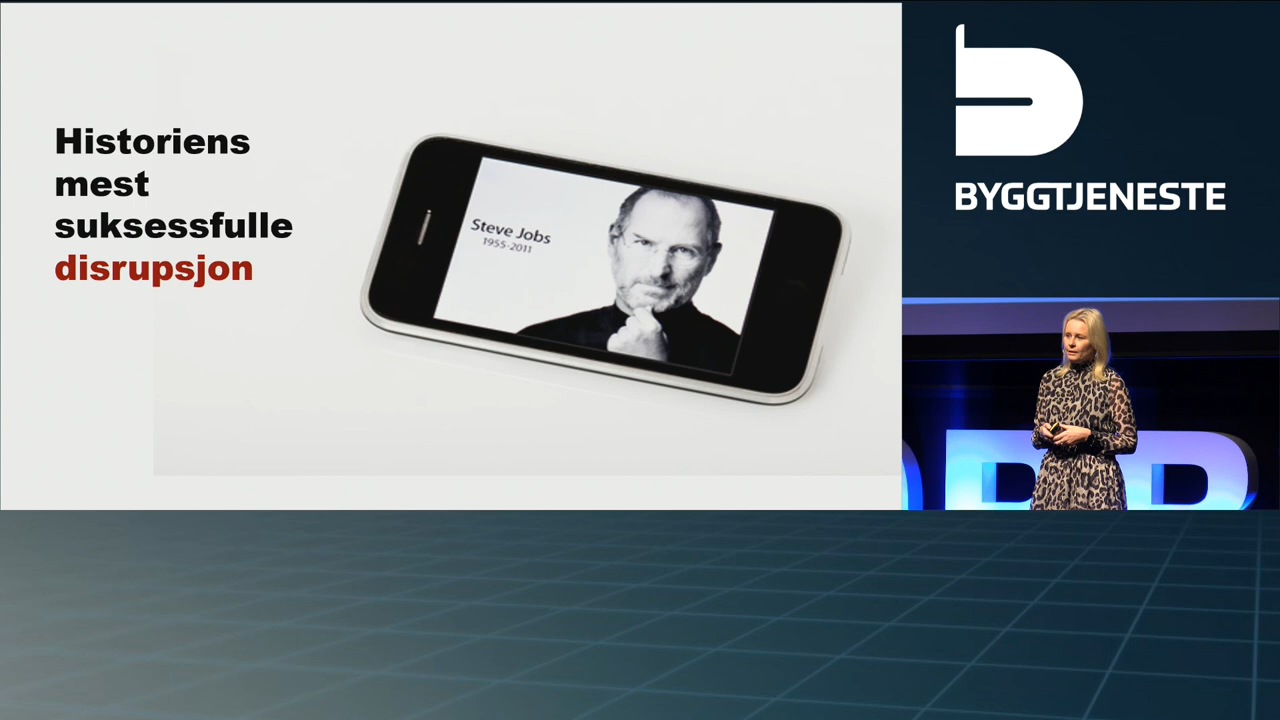 Historiens
mest
suksessfulle
disrupsjon
Steve Jobs
1955-2011
BYGGTJENESTE